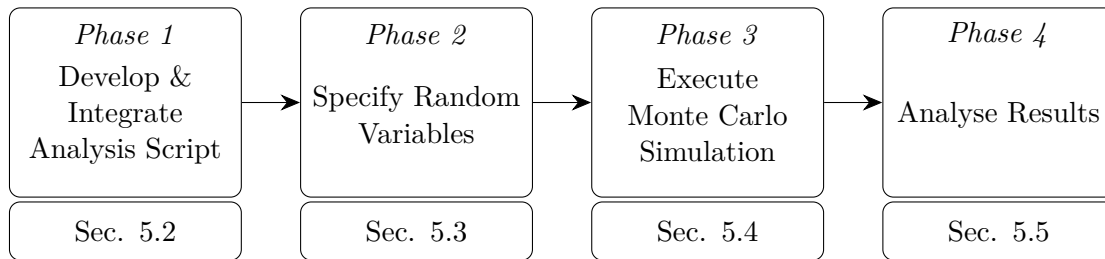 Phase 1
Develop &
Integrate
Analysis Script
Sec. 5.2
Phase 2
Specify Random
Variables
Sec. 5.3
Phase 3
Execute
Monte Carlo
Simulation
Sec. 5.4
Phase 4
Analyse Results
Sec. 5.5